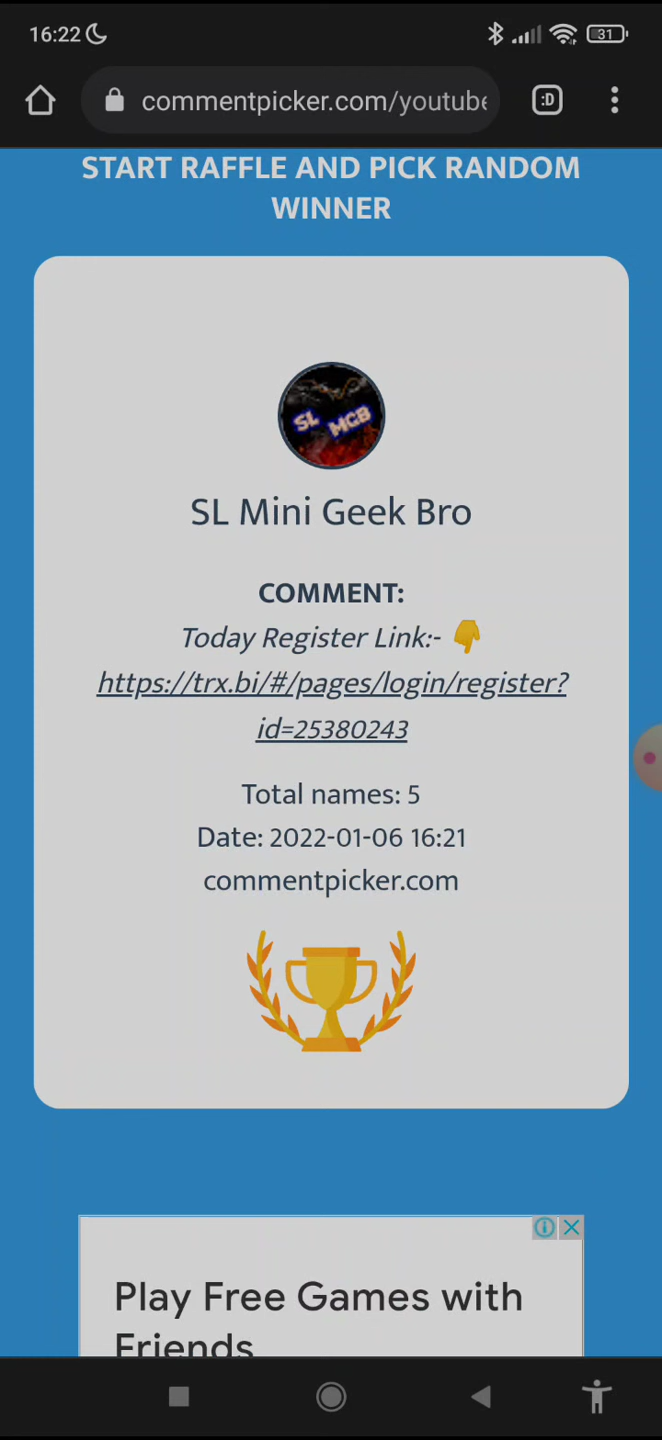 16:22
31
commentpicker.com/youtube
:D
START RAFFLE AND PICK RANDOM
WINNER
SL MGB
SL Mini Geek Bro
COMMENT:
Today Register Link:- 👇
https://trx.bi/#/pages/login/register?
id=25380243
Total names: 5
Date: 2022-01-06 16:21
commentpicker.com
Play Free Games with
Friends